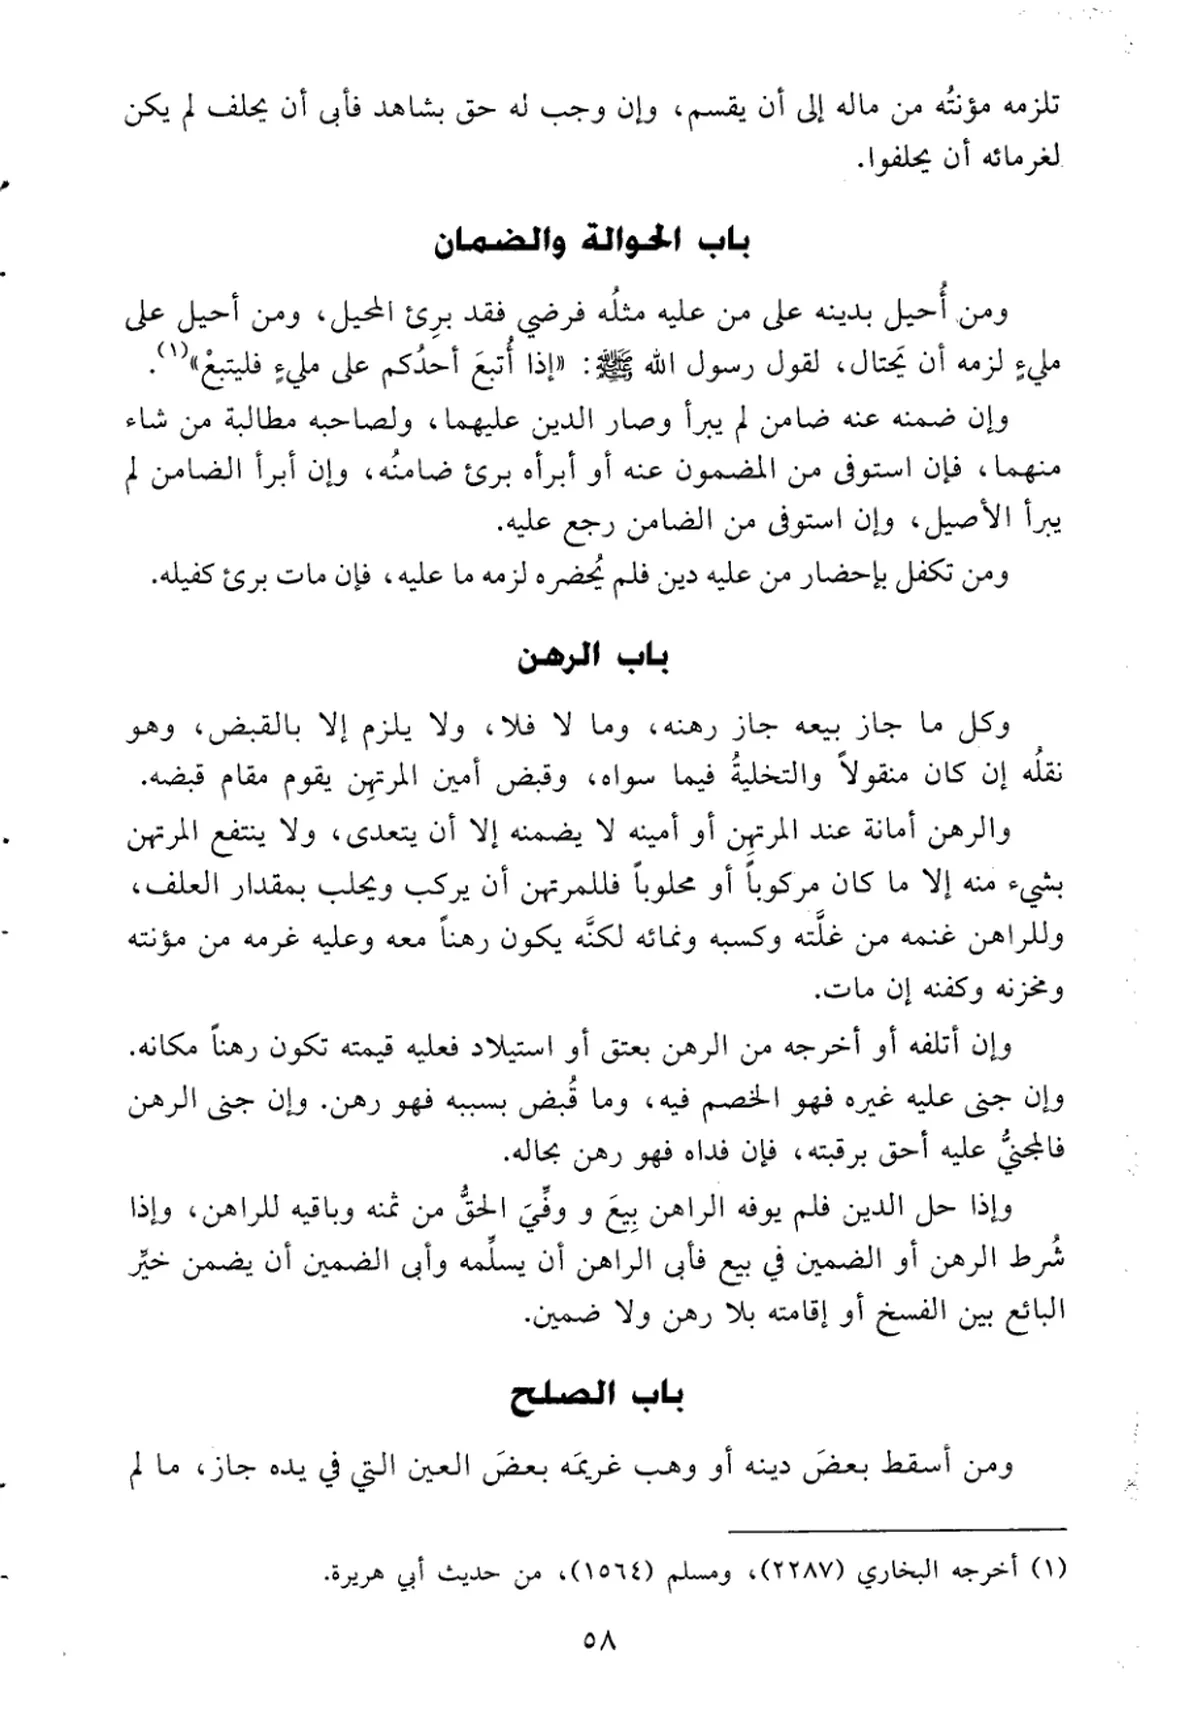 تلزمه مؤنتُه من ماله إلى أن يقسم، وإن وجب له حق بشاهد فأبى أن يحلف لم يكن
لغرمائه أن يحلفوا.
باب الحوالة والضمان
ومن أُحيل بدينه على من عليه مثلُه فرضي فقد برِئ المحيل، ومن أحيل على
مليءٍ لزمه أن يَحتال، لقول رسول الله ﷺ: «إذا أُتبعَ أحدُكم على مليءٍ فليتبعْ»(١).
وإن ضمنه عنه ضامن لم يبرأ وصار الدين عليهما، ولصاحبه مطالبة من شاء
منهما، فإن استوفى من المضمون عنه أو أبرأه برئ ضامنُه، وإن أبرأ الضامن لم
يبرأ الأصيل، وإن استوفى من الضامن رجع عليه.
ومن تكفل بإحضار من عليه دين فلم يُحضره لزمه ما عليه، فإن مات برئ كفيله.
باب الرهن
وكل ما جاز بيعه جاز رهنه، وما لا فلا، ولا يلزم إلا بالقبض، وهو
نقلُه إن كان منقولاً والتخليةُ فيما سواه، وقبض أمين المرتهِن يقوم مقام قبضه.
والرهن أمانة عند المرتهِن أو أمينه لا يضمنه إلا أن يتعدى، ولا ينتفع المرتهن
بشيء منه إلا ما كان مركوباً أو محلوباً فللمرتهن أن يركب ويحلب بمقدار العلف،
وللراهن غنمه من غلَّته وكسبه ونمائه لكنَّه يكون رهناً معه وعليه غرمه من مؤنته
ومخزنه وكفنه إن مات.
وإن أتلفه أو أخرجه من الرهن بعتق أو استيلاد فعليه قيمته تكون رهناً مكانه.
وإن جنى عليه غيره فهو الخصم فيه، وما قُبض بسببه فهو رهن. وإن جنى الرهن
فالمجنيُّ عليه أحق برقبته، فإن فداه فهو رهن بحاله.
وإذا حل الدين فلم يوفه الراهن بِيعَ و وفِّيَ الحقُّ من ثمنه وباقيه للراهن، وإذا
شُرط الرهن أو الضمين في بيع فأبى الراهن أن يسلِّمه وأبى الضمين أن يضمن خيِّر
البائع بين الفسخ أو إقامته بلا رهن ولا ضمين.
باب الصلح
ومن أسقط بعضَ دينه أو وهب غريمَه بعضَ العين التي في يده جاز، ما لم
(١) أخرجه البخاري (٢٢٨٧)، ومسلم (١٥٦٤)، من حديث أبي هريرة.
٥٨